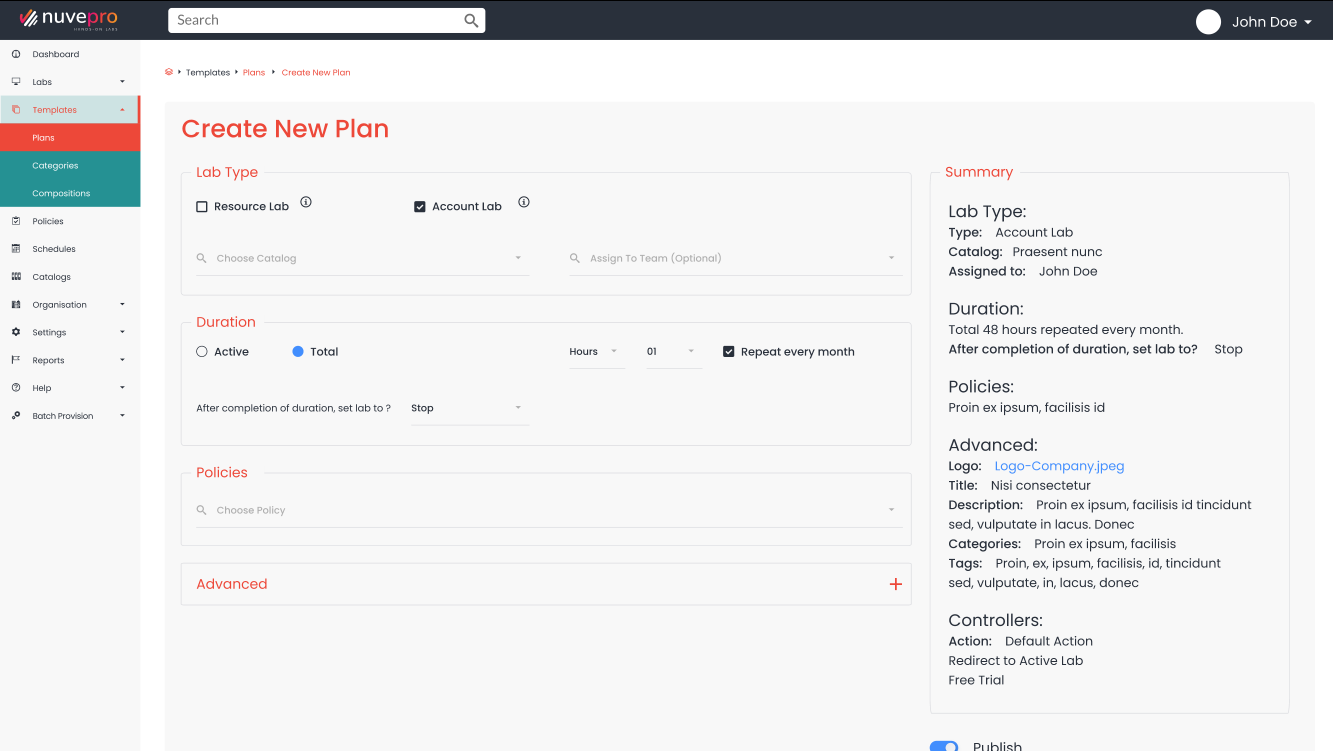 nuvepro
HANDS-ON LABS
Search
John Doe
Dashboard
Labs
Templates
Plans
Categories
Compositions
Policies
Schedules
Catalogs
Organisation
Settings
Reports
Help
Batch Provision
Templates Plans Create New Plan
Create New Plan
Lab Type
Resource Lab Account Lab
Choose Catalog Assign To Team (Optional)
Duration
Active Total Hours 01 Repeat every month
After completion of duration, set lab to ? Stop
Policies
Choose Policy
Advanced
Summary
Lab Type:
Type: Account Lab
Catalog: Praesent nunc
Assigned to: John Doe
Duration:
Total 48 hours repeated every month.
After completion of duration, set lab to? Stop
Policies:
Proin ex ipsum, facilisis id
Advanced:
Logo: Logo-Company.jpeg
Title: Nisi consectetur
Description: Proin ex ipsum, facilisis id tincidunt
sed, vulputate in lacus. Donec
Categories: Proin ex ipsum, facilisis
Tags: Proin, ex, ipsum, facilisis, id, tincidunt
sed, vulputate, in, lacus, donec
Controllers:
Action: Default Action
Redirect to Active Lab
Free Trial
Publish